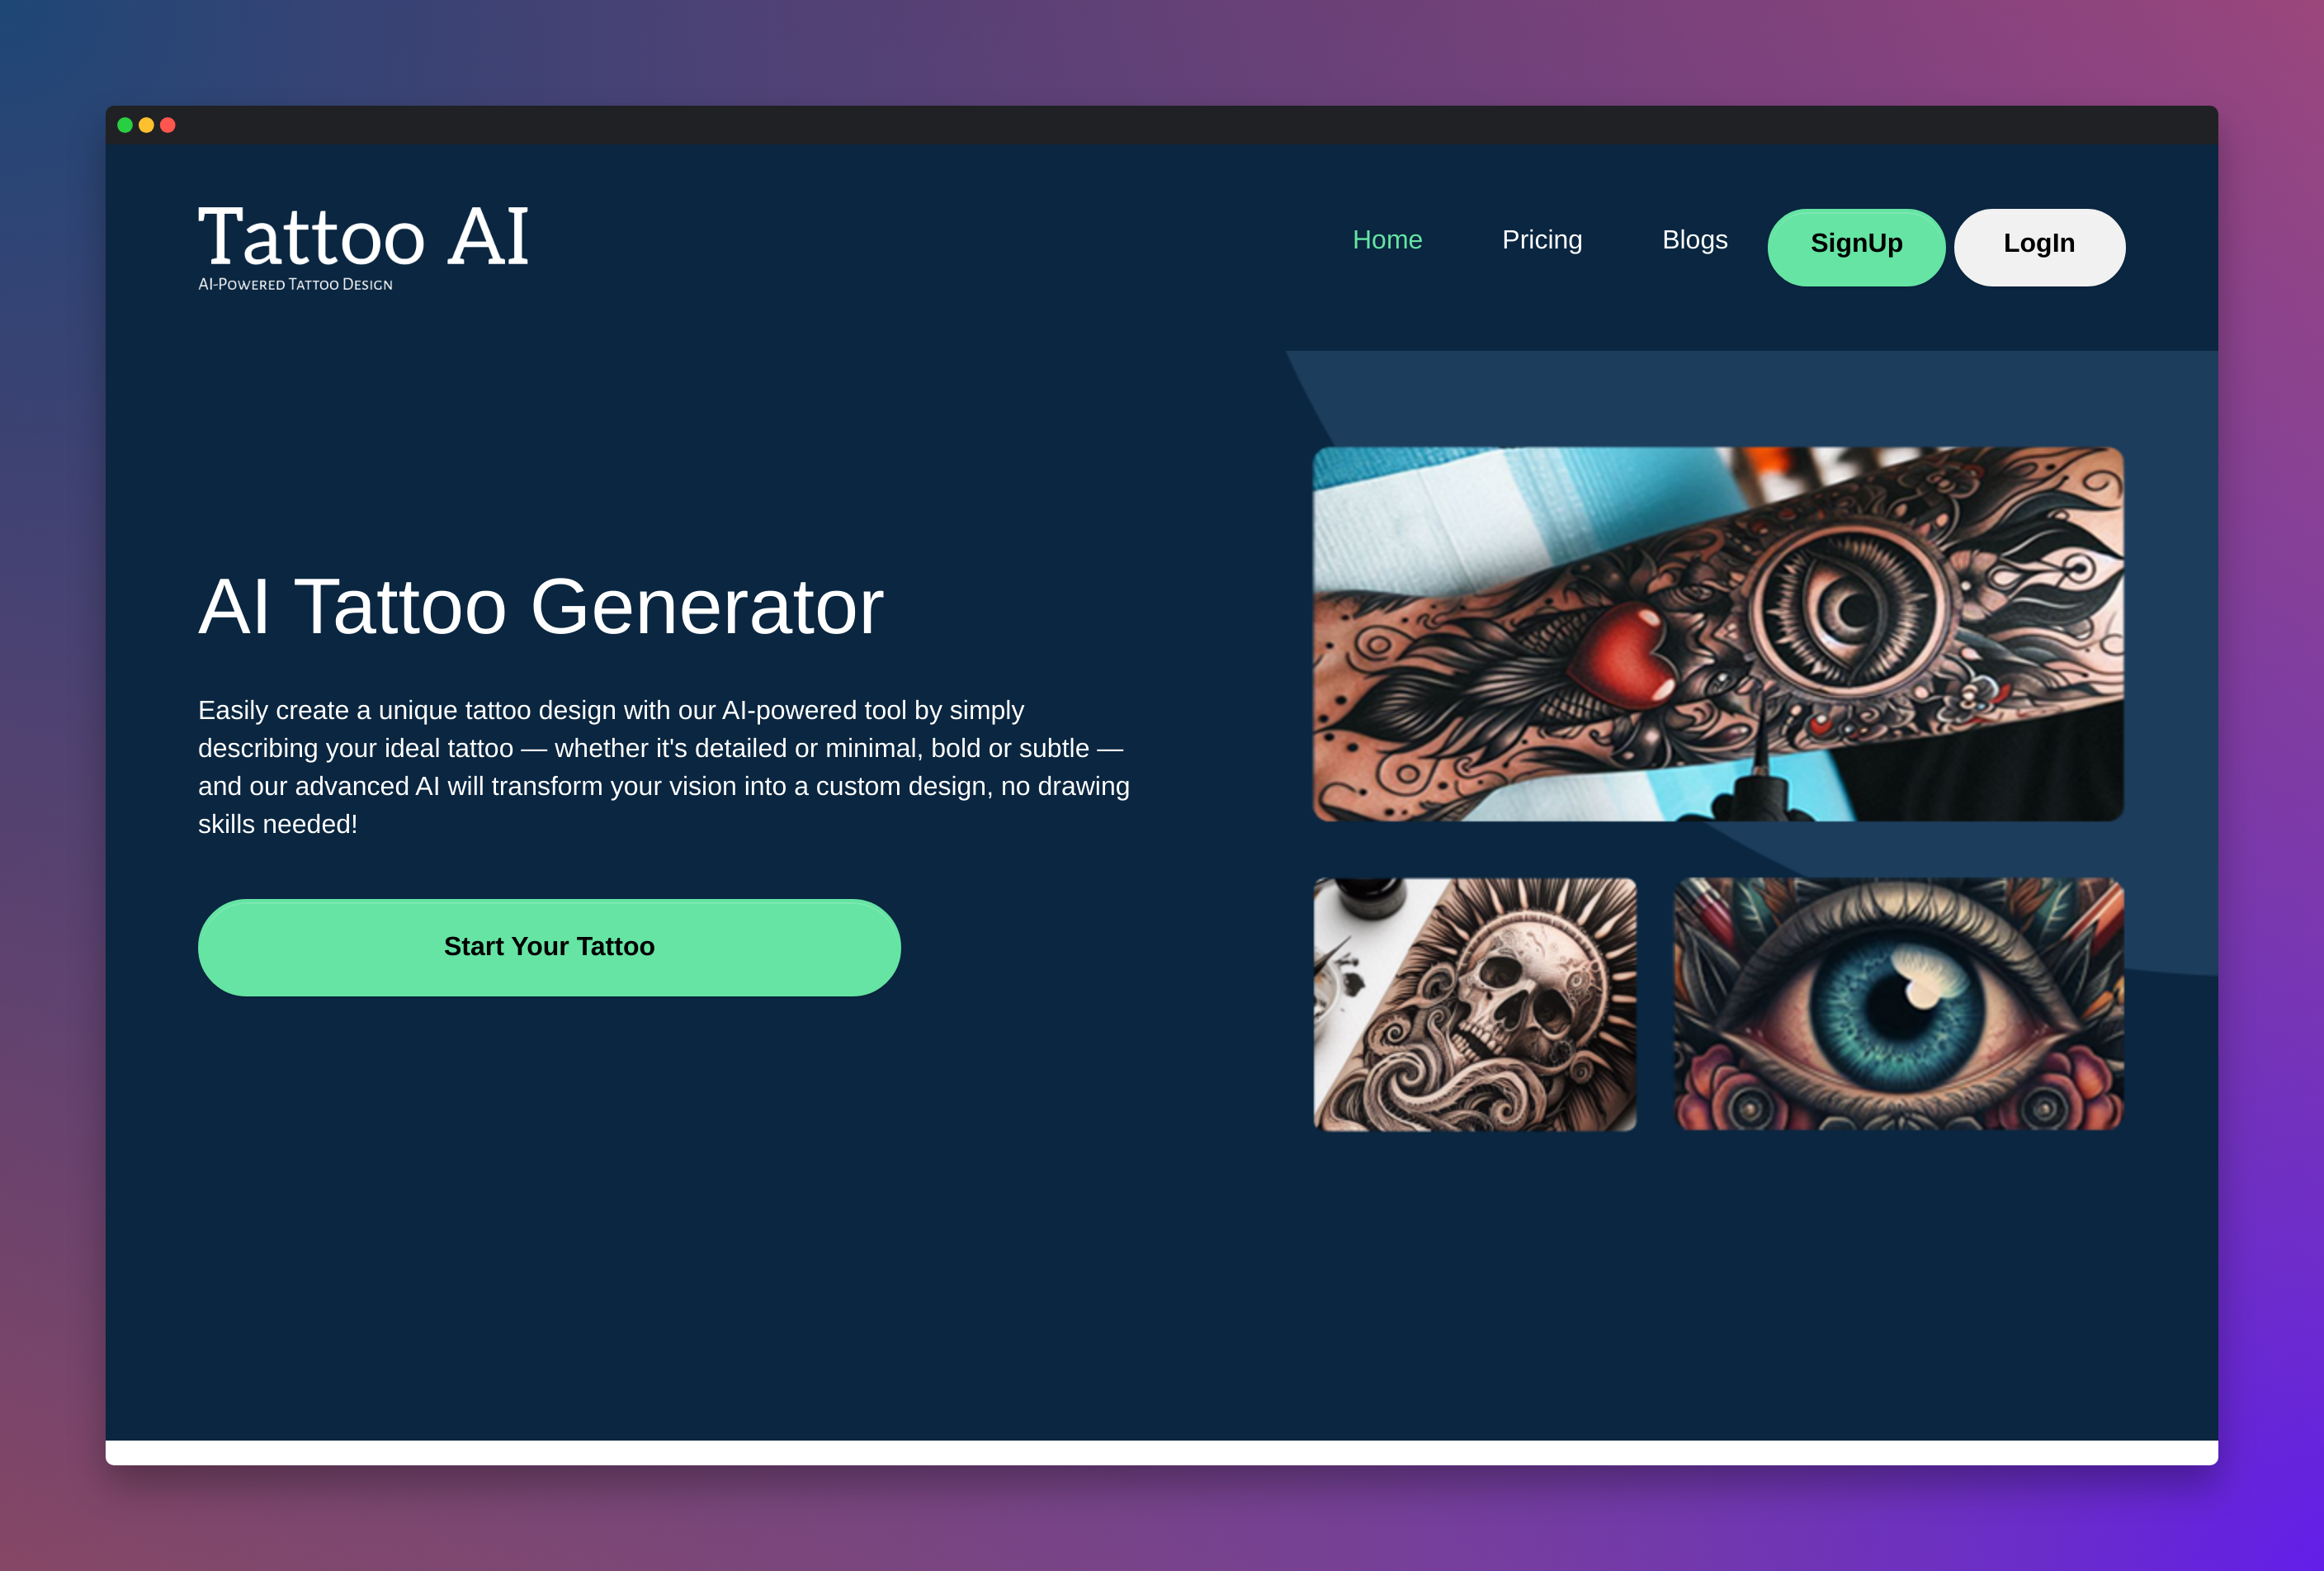 Tattoo AI
AI-Powered Tattoo Design
Home Pricing Blogs SignUp LogIn
AI Tattoo Generator
Easily create a unique tattoo design with our AI-powered tool by simply
describing your ideal tattoo — whether it's detailed or minimal, bold or subtle —
and our advanced AI will transform your vision into a custom design, no drawing
skills needed!
Start Your Tattoo